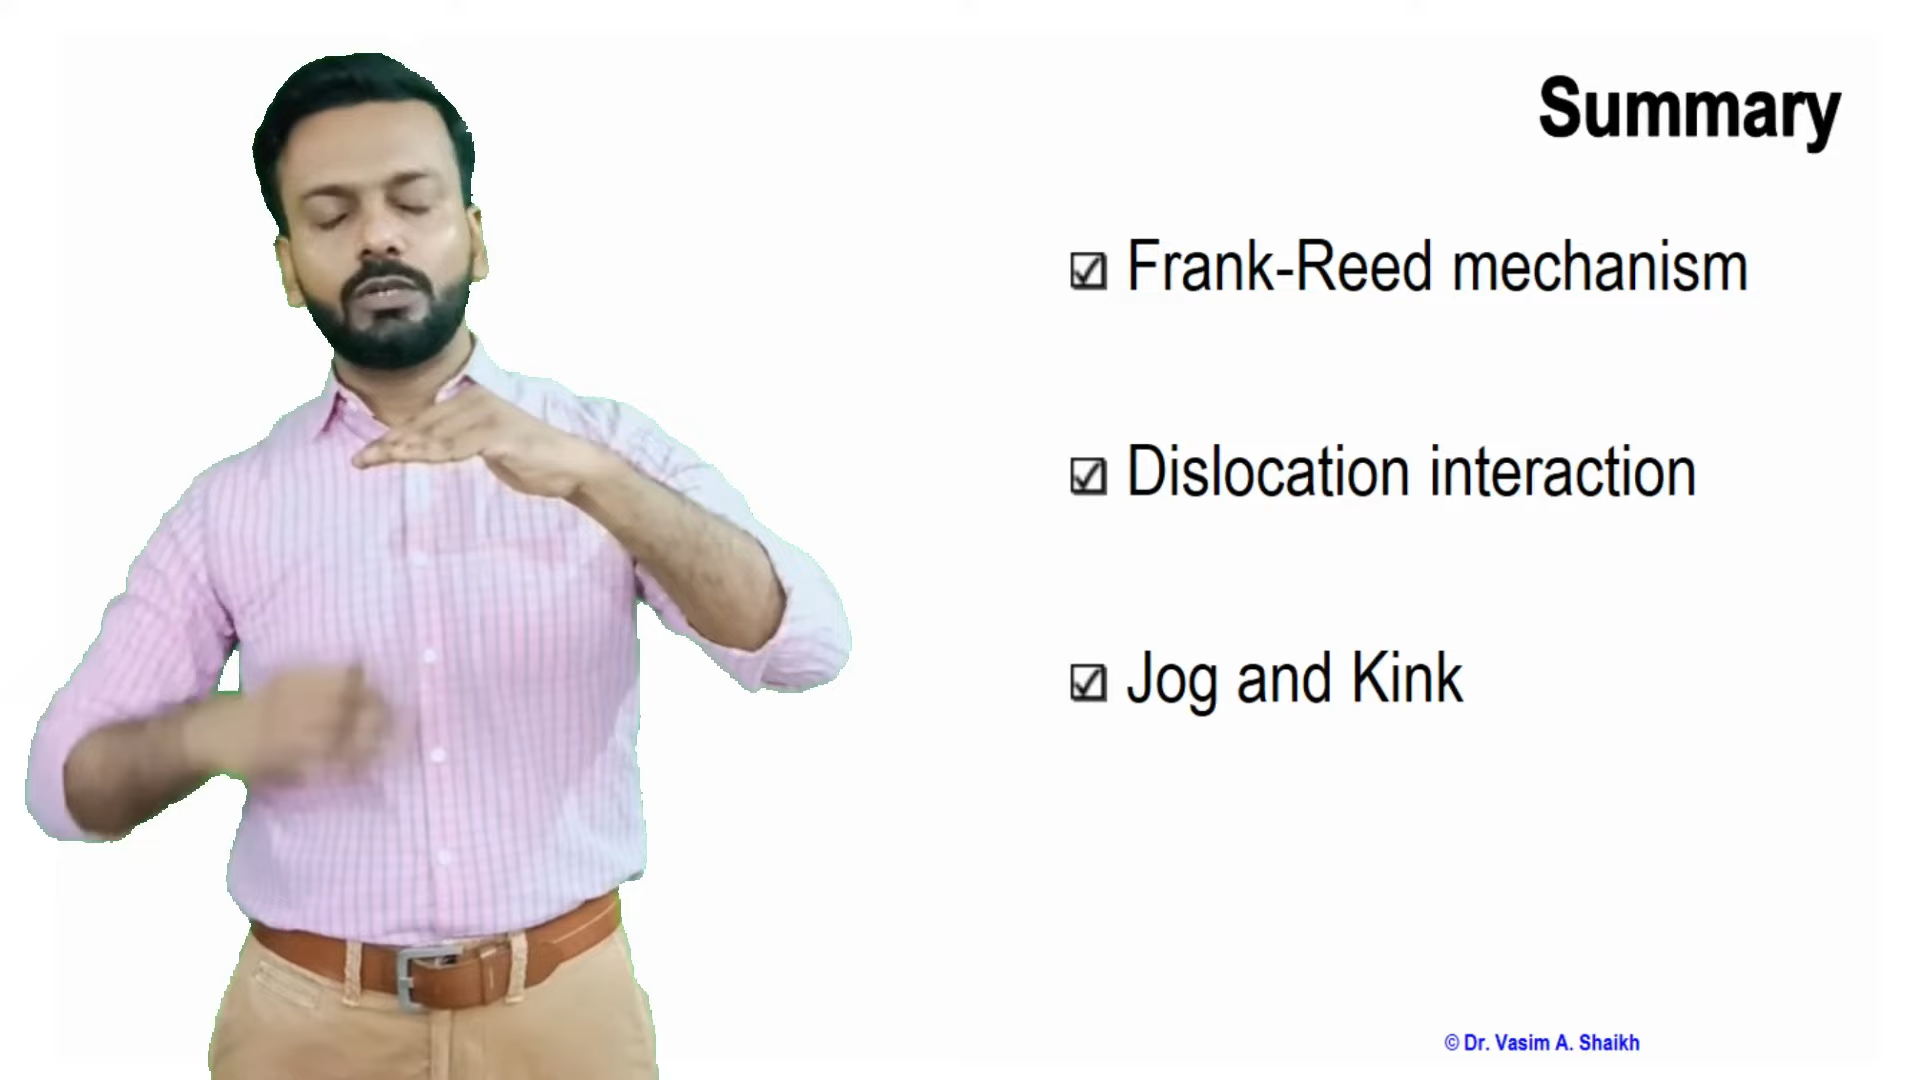 Summary
Frank-Reed mechanism
Dislocation interaction
Jog and Kink
© Dr. Vasim A. Shaikh